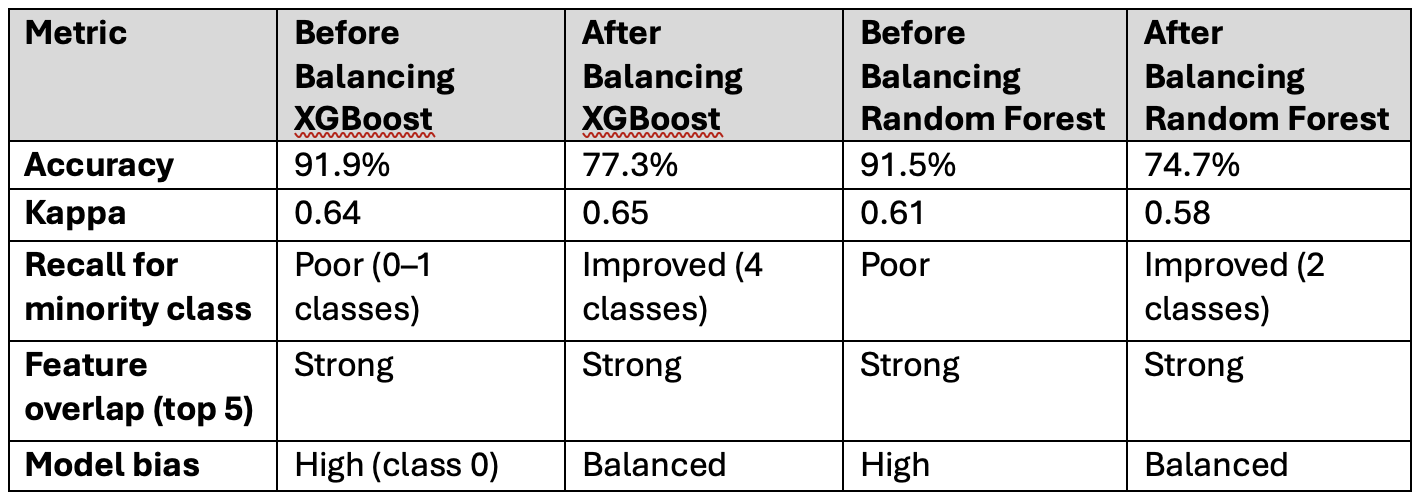 Metric
Before
Balancing
XGBoost
After
Balancing
XGBoost
Before
Balancing
Random Forest
After
Balancing
Random Forest
Accuracy
91.9%
77.3%
91.5%
74.7%
Kappa
0.64
0.65
0.61
0.58
Recall for
minority class
Poor (0–1
classes)
Improved (4
classes)
Poor
Improved (2
classes)
Feature
overlap (top 5)
Strong
Strong
Strong
Strong
Model bias
High (class 0)
Balanced
High
Balanced